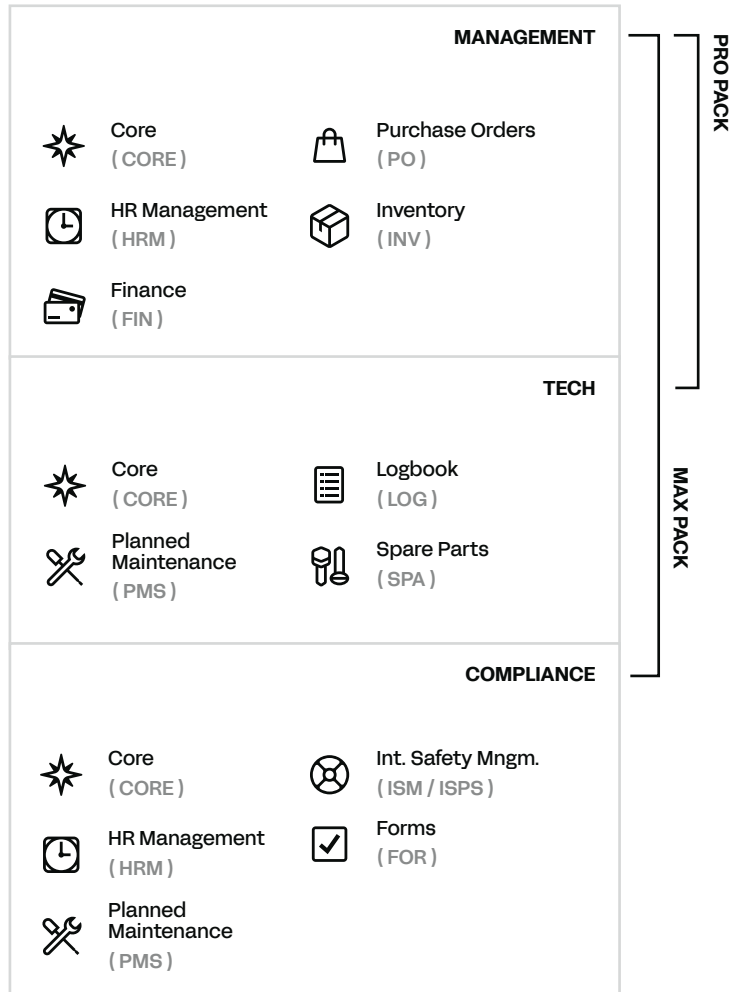 MANAGEMENT
Core
( CORE )
Purchase Orders
( PO )
HR Management
( HRM )
Inventory
( INV )
Finance
( FIN )
TECH
Core
( CORE )
Logbook
( LOG )
Planned
Maintenance
( PMS )
Spare Parts
( SPA )
COMPLIANCE
Core
( CORE )
Int. Safety Mngm.
( ISM / ISPS )
HR Management
( HRM )
Forms
( FOR )
Planned
Maintenance
( PMS )
PRO PACK
MAX PACK